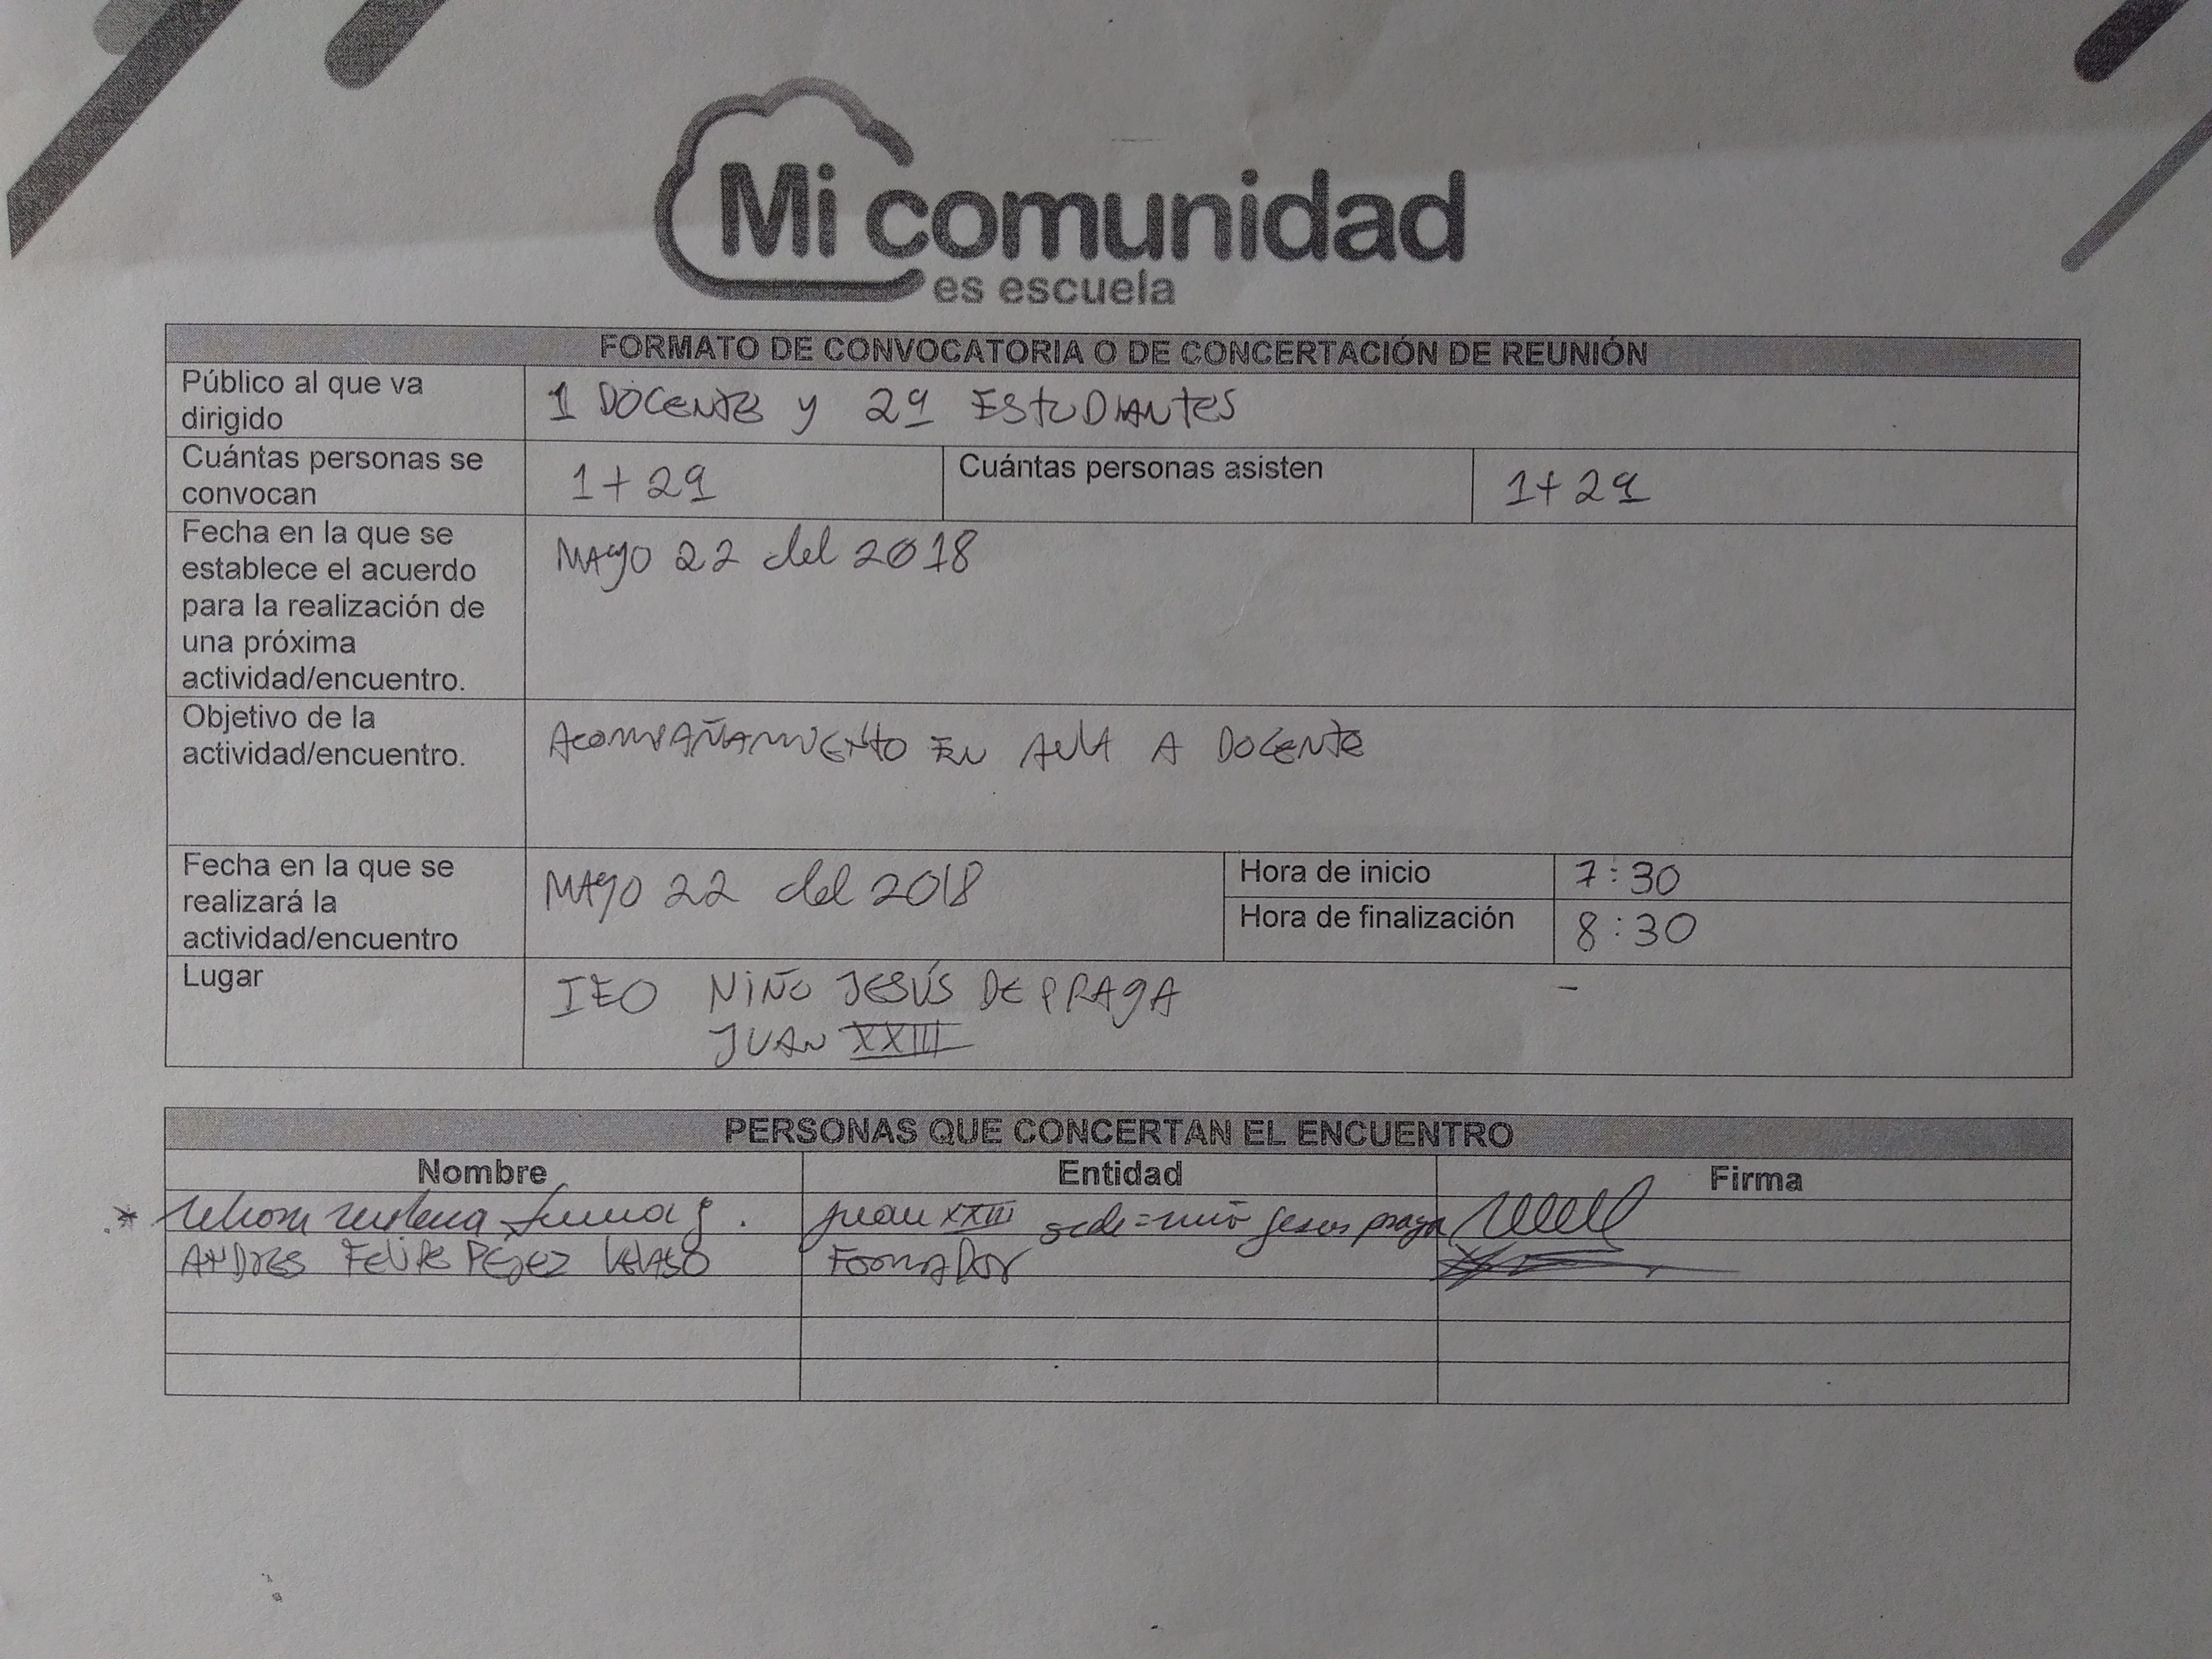 Mi comunidad
es escuela
FORMATO DE CONVOCATORIA O DE CONCERTACIÓN DE REUNIÓN
Público al que va
dirigido
1 DOCENTE y 29 ESTUDIANTES
Cuántas personas se
convocan
1+29
Cuántas personas asisten
1+29
Fecha en la que se
establece el acuerdo
para la realización de
una próxima
actividad/encuentro.
MAYO 22 del 2018
Objetivo de la
actividad/encuentro.
ACOMPAÑAMIENTO EN AULA A DOCENTE
Fecha en la que se
realizará la
actividad/encuentro
MAYO 22 del 2018
Hora de inicio
7:30
Hora de finalización
8:30
Lugar
IEO NIÑO JESÚS DE PRAGA
JUAN XXIII
PERSONAS QUE CONCERTAN EL ENCUENTRO
Nombre
Entidad
Firma
Juan XXIII sede=niño Jesus praga
ANDRES FELIPE PEREZ VELASO
Formador